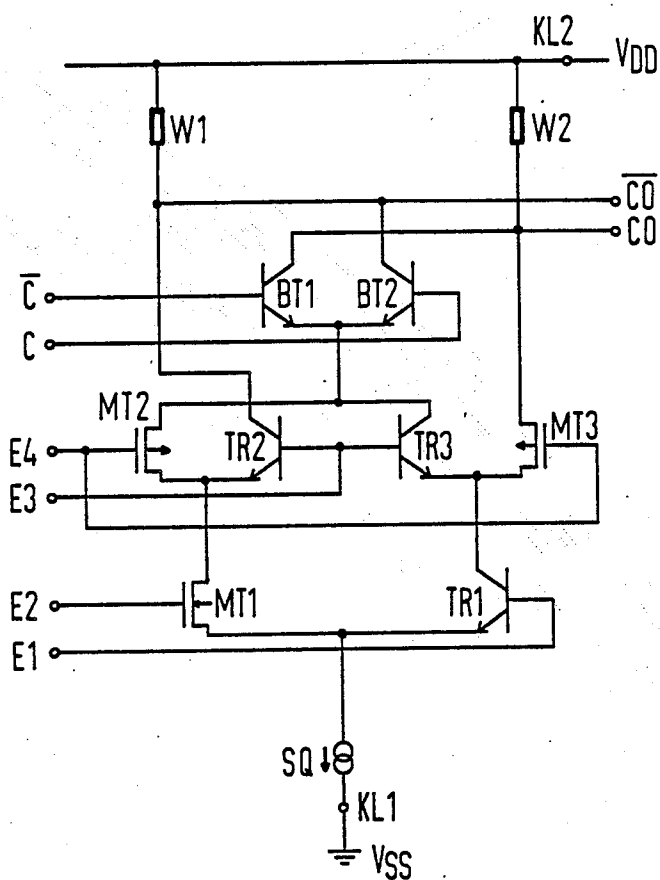 KL2
VDD
W1
W2
C̅O̅
CO
C̅
BT1
BT2
C
MT2
MT3
E4
TR2
TR3
E3
E2
MT1
TR1
E1
SQ
KL1
VSS